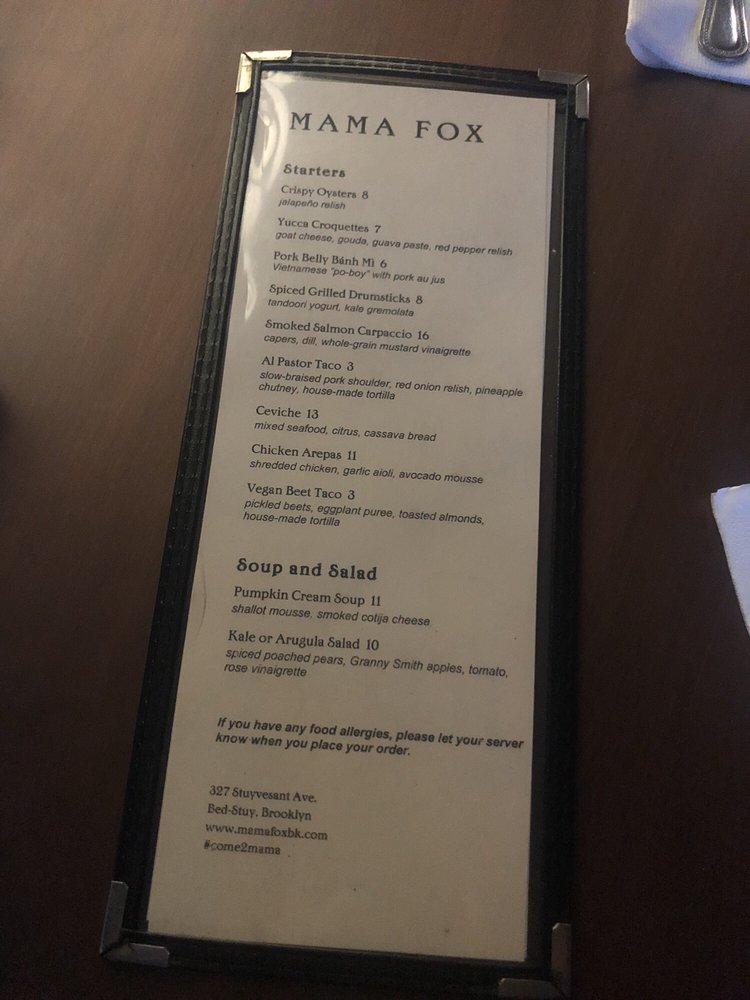 MAMA FOX
Starters
Crispy Oysters 8
jalapeño relish
Yucca Croquettes 7
goat cheese, gouda, guava paste, red pepper relish
Pork Belly Bánh Mì 6
Vietnamese "po-boy" with pork au jus
Spiced Grilled Drumsticks 8
tandoori yogurt, kale gremolata
Smoked Salmon Carpaccio 16
capers, dill, whole-grain mustard vinaigrette
Al Pastor Taco 3
slow-braised pork shoulder, red onion relish, pineapple
chutney, house-made tortilla
Ceviche 13
mixed seafood, citrus, cassava bread
Chicken Arepas 11
shredded chicken, garlic aioli, avocado mousse
Vegan Beet Taco 3
pickled beets, eggplant puree, toasted almonds,
house-made tortilla
Soup and Salad
Pumpkin Cream Soup 11
shallot mousse, smoked cotija cheese
Kale or Arugula Salad 10
spiced poached pears, Granny Smith apples, tomato,
rose vinaigrette
If you have any food allergies, please let your server
know when you place your order.
327 Stuyvesant Ave.
Bed-Stuy, Brooklyn
www.mamafoxbk.com
#come2mama